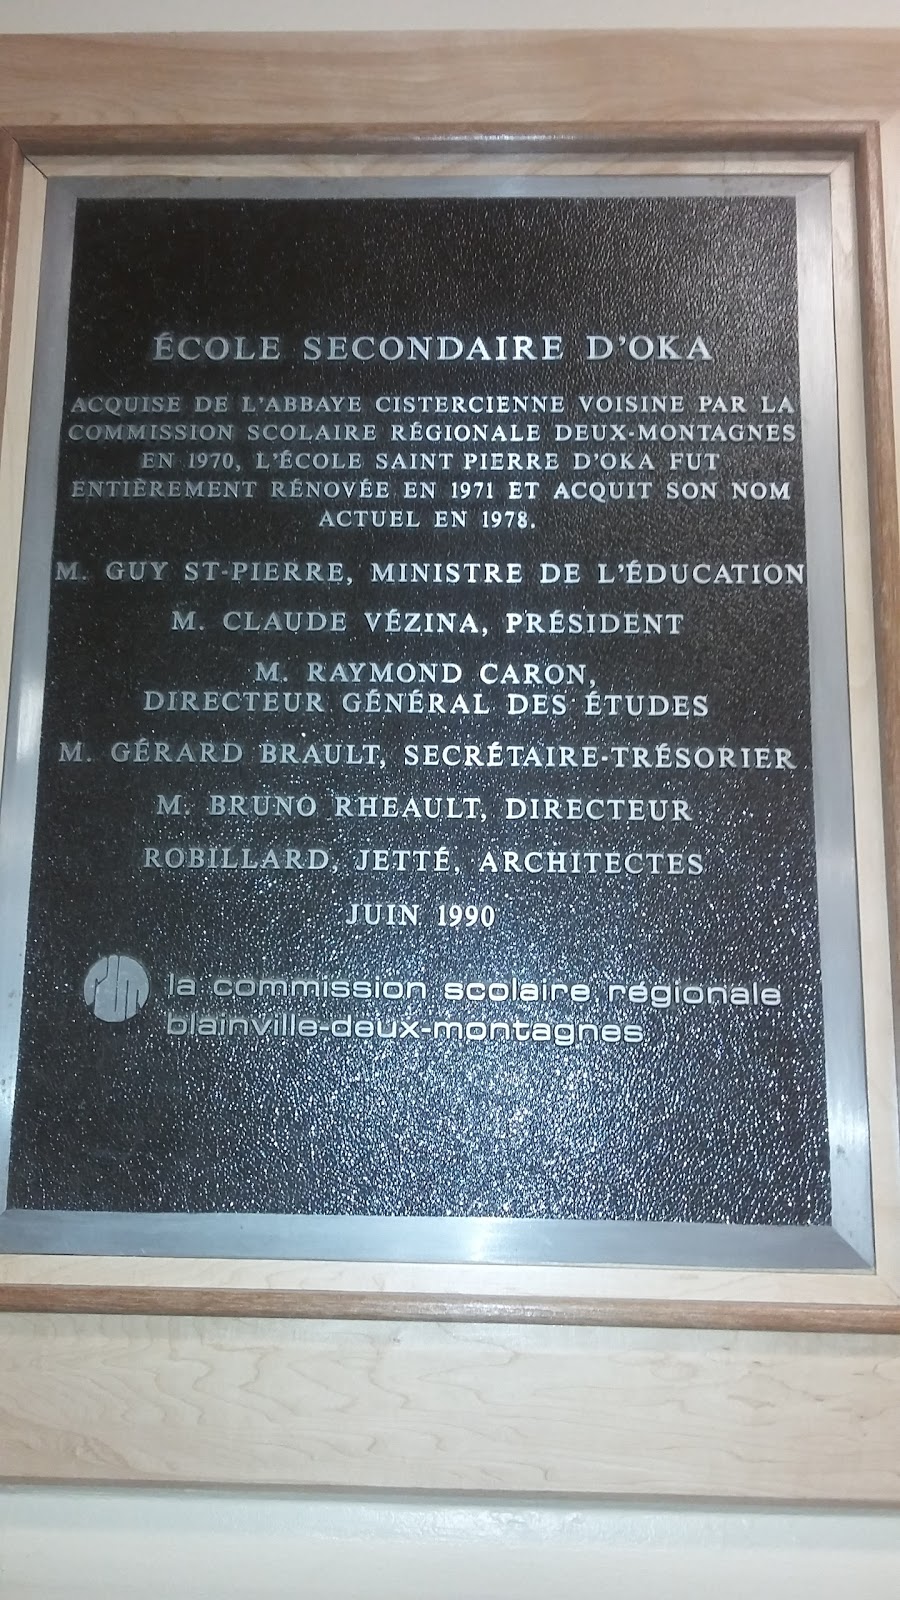 ÉCOLE SECONDAIRE D'OKA
ACQUISE DE L'ABBAYE CISTERCIENNE VOISINE PAR LA
COMMISSION SCOLAIRE RÉGIONALE DEUX-MONTAGNES
EN 1970, L'ÉCOLE SAINT PIERRE D'OKA FUT
ENTIÈREMENT RÉNOVÉE EN 1971 ET ACQUIT SON NOM
ACTUEL EN 1978.
M. GUY ST-PIERRE, MINISTRE DE L'ÉDUCATION
M. CLAUDE VÉZINA, PRÉSIDENT
M. RAYMOND CARON,
DIRECTEUR GÉNÉRAL DES ÉTUDES
M. GÉRARD BRAULT, SECRÉTAIRE-TRÉSORIER
M. BRUNO RHEAULT, DIRECTEUR
ROBILLARD, JETTÉ, ARCHITECTES
JUIN 1990
la commission scolaire régionale
blainville-deux-montagnes